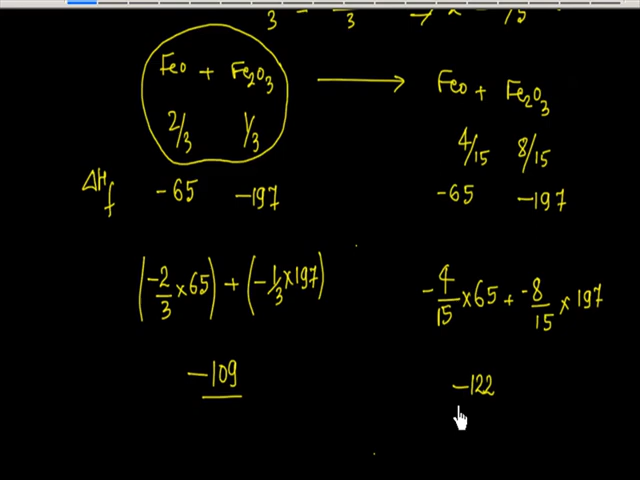 FeO + Fe₂O₃ ⟶ FeO + Fe₂O₃
2/3 1/3 4/15 8/15
ΔH_f -65 -197 -65 -197
(-2/3 × 65) + (-1/3 × 197) -4/15 × 65 + -8/15 × 197
-109 -122